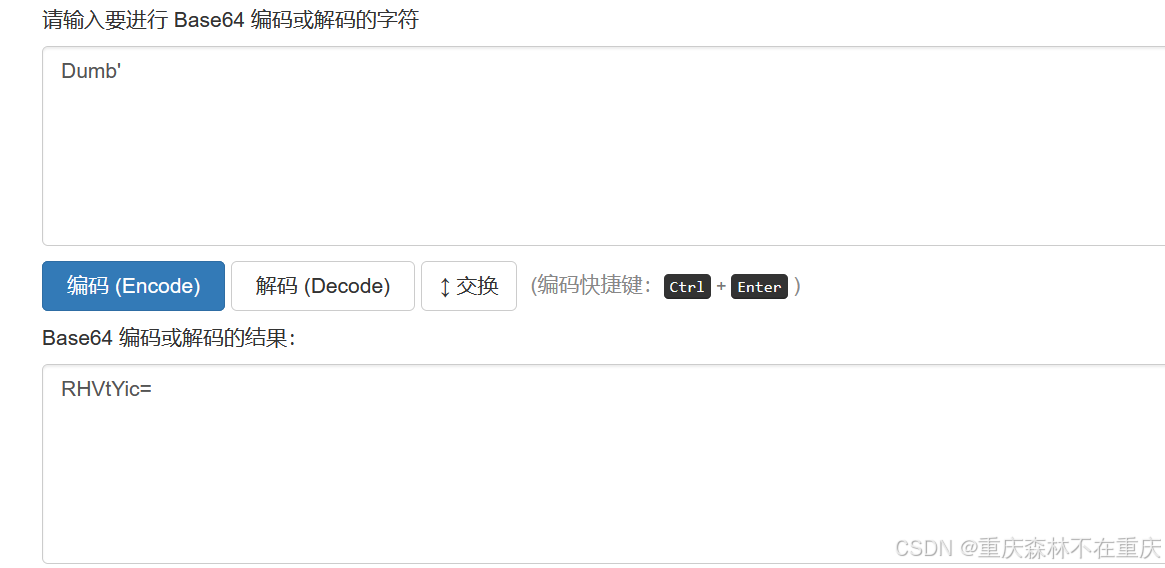 请输入要进行 Base64 编码或解码的字符
Dumb'
编码 (Encode) 解码 (Decode) ↕ 交换 (编码快捷键： Ctrl + Enter )
Base64 编码或解码的结果：
RHVtYic=
CSDN @重庆森林不在重庆